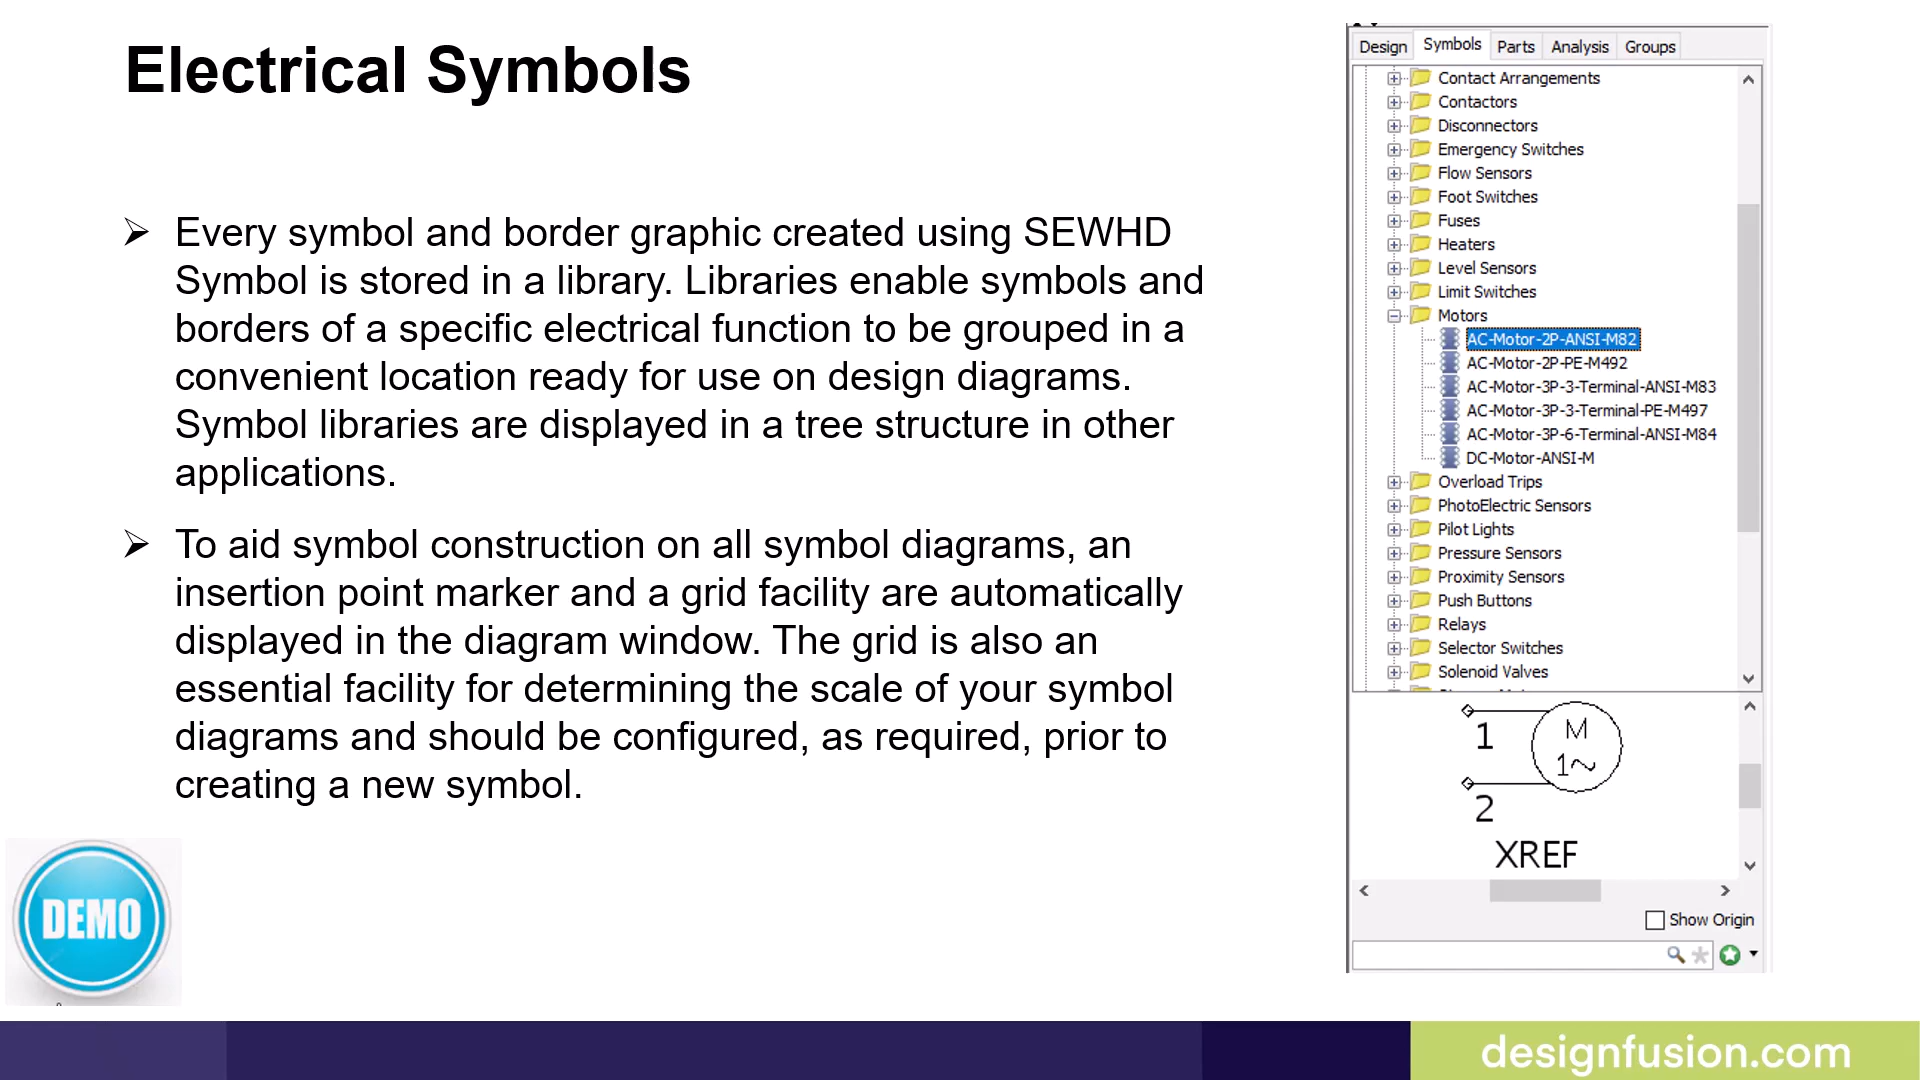 Electrical Symbols
➢ Every symbol and border graphic created using SEWHD
Symbol is stored in a library. Libraries enable symbols and
borders of a specific electrical function to be grouped in a
convenient location ready for use on design diagrams.
Symbol libraries are displayed in a tree structure in other
applications.
➢ To aid symbol construction on all symbol diagrams, an
insertion point marker and a grid facility are automatically
displayed in the diagram window. The grid is also an
essential facility for determining the scale of your symbol
diagrams and should be configured, as required, prior to
creating a new symbol.
DEMO
Design Symbols Parts Analysis Groups
Contact Arrangements
Contactors
Disconnectors
Emergency Switches
Flow Sensors
Foot Switches
Fuses
Heaters
Level Sensors
Limit Switches
Motors
AC-Motor-2P-ANSI-M82
AC-Motor-2P-PE-M492
AC-Motor-3P-3-Terminal-ANSI-M83
AC-Motor-3P-3-Terminal-PE-M497
AC-Motor-3P-6-Terminal-ANSI-M84
DC-Motor-ANSI-M
Overload Trips
PhotoElectric Sensors
Pilot Lights
Pressure Sensors
Proximity Sensors
Push Buttons
Relays
Selector Switches
Solenoid Valves
1
M
1~
2
XREF
Show Origin
designfusion.com